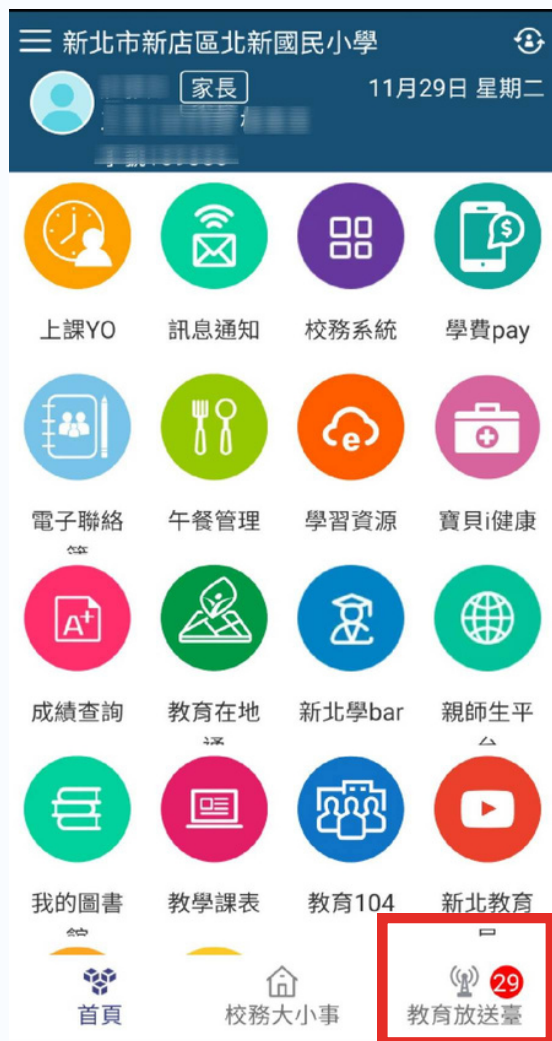 新北市新店區北新國民小學
家長
11月29日 星期二
上課YO
訊息通知
校務系統
學費pay
電子聯絡
午餐管理
學習資源
寶貝i健康
A+
成績查詢
教育在地
新北學bar
親師生平
我的圖書
教學課表
教育104
新北教育
首頁
校務大小事
29
教育放送臺